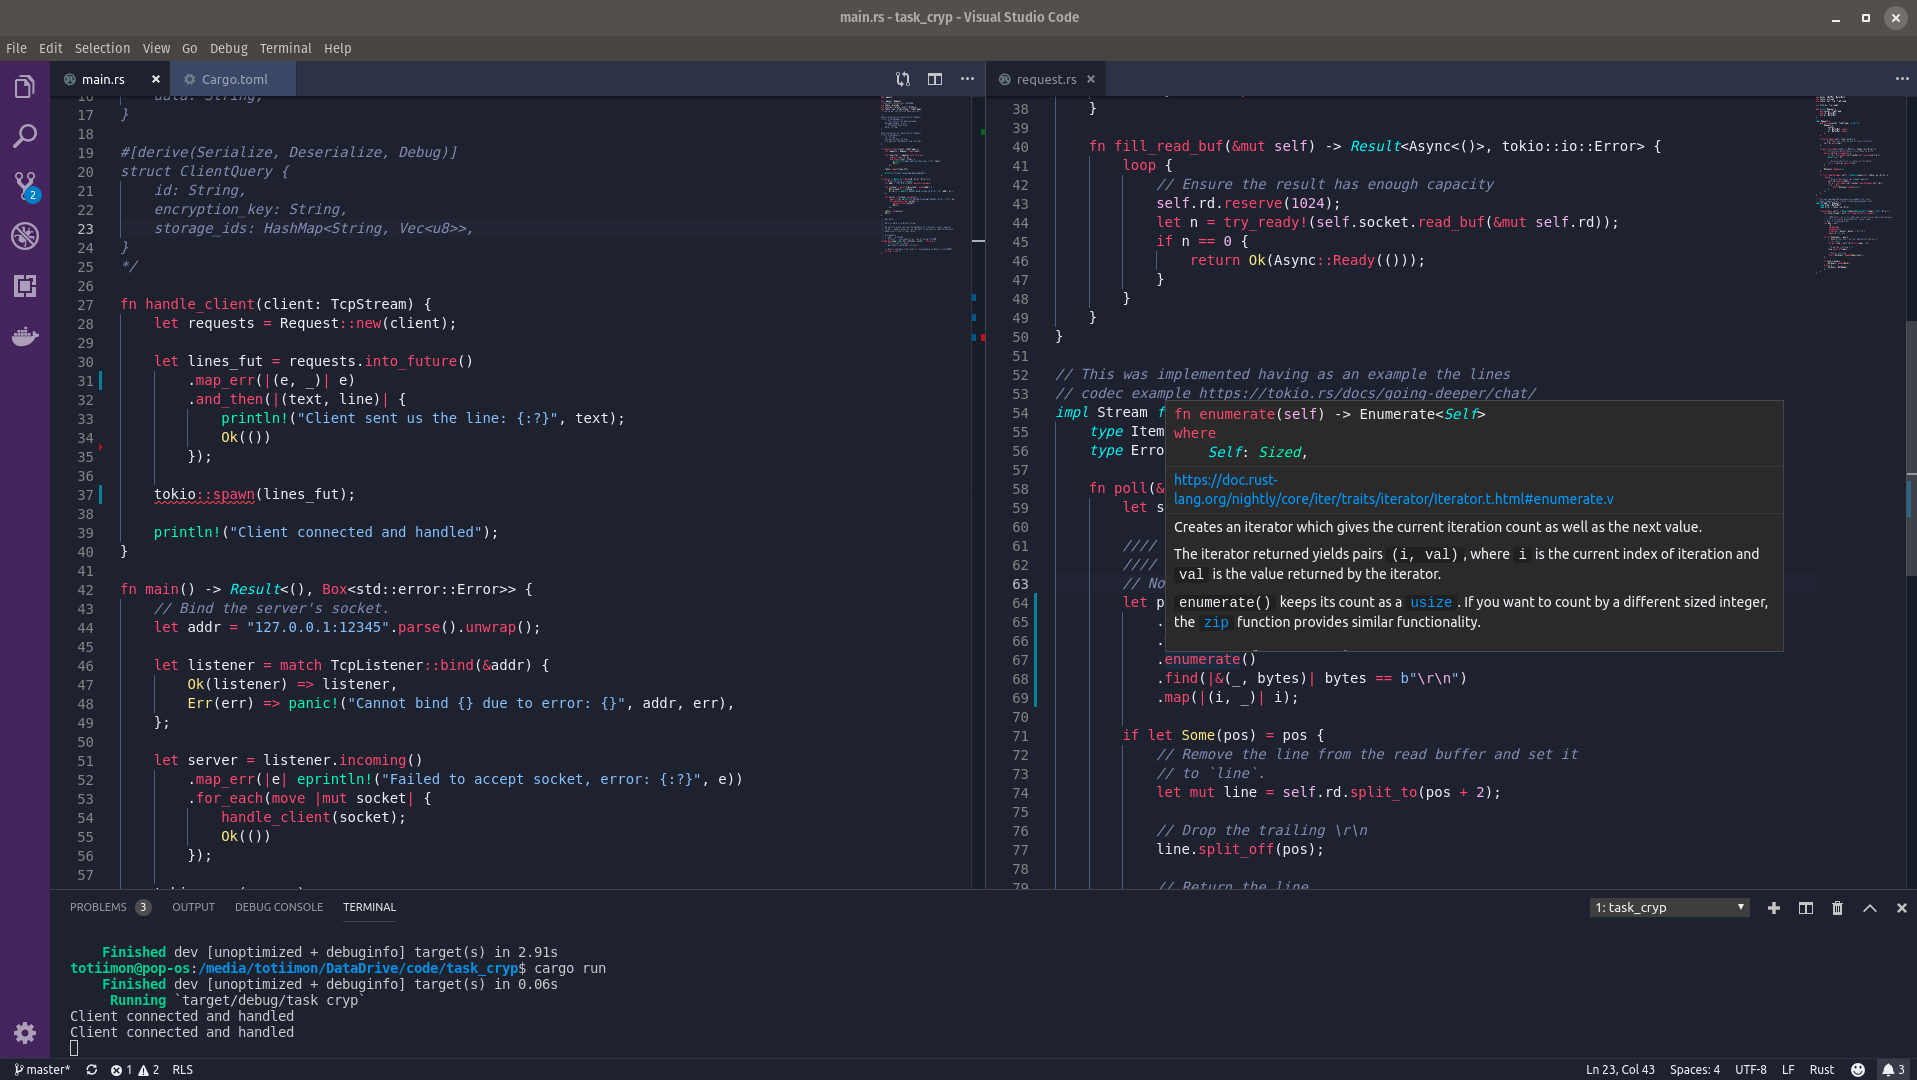 main.rs - task_cryp - Visual Studio Code
File Edit Selection View Go Debug Terminal Help
main.rs × Cargo.toml
16     data: String,
17 }
18
19 #[derive(Serialize, Deserialize, Debug)]
20 struct ClientQuery {
21     id: String,
22     encryption_key: String,
23     storage_ids: HashMap<String, Vec<u8>>,
24 }
25 */
26
27 fn handle_client(client: TcpStream) {
28     let requests = Request::new(client);
29
30     let lines_fut = requests.into_future()
31         .map_err(|(e, _)| e)
32         .and_then(|(text, line)| {
33             println!("Client sent us the line: {:?}", text);
34             Ok(())
35         });
36
37     tokio::spawn(lines_fut);
38
39     println!("Client connected and handled");
40 }
41
42 fn main() -> Result<(), Box<std::error::Error>> {
43     // Bind the server's socket.
44     let addr = "127.0.0.1:12345".parse().unwrap();
45
46     let listener = match TcpListener::bind(&addr) {
47         Ok(listener) => listener,
48         Err(err) => panic!("Cannot bind {} due to error: {}", addr, err),
49     };
50
51     let server = listener.incoming()
52         .map_err(|e| eprintln!("Failed to accept socket, error: {:?}", e))
53         .for_each(move |mut socket| {
54             handle_client(socket);
55             Ok(())
56         });
57
request.rs ×
38     }
39
40     fn fill_read_buf(&mut self) -> Result<Async<()>, tokio::io::Error> {
41         loop {
42             // Ensure the result has enough capacity
43             self.rd.reserve(1024);
44             let n = try_ready!(self.socket.read_buf(&mut self.rd));
45             if n == 0 {
46                 return Ok(Async::Ready(()));
47             }
48         }
49     }
50 }
51
52 // This was implemented having as an example the lines
53 // codec example https://tokio.rs/docs/going-deeper/chat/
54 impl Stream f
55     type Item
56     type Erro
57
58     fn poll(&
59         let s
60
61         ////
62         ////
63         // No
64         let p
65             .
66             .
67             .enumerate()
68             .find(|&(_, bytes)| bytes == b"\r\n")
69             .map(|(i, _)| i);
70
71         if let Some(pos) = pos {
72             // Remove the line from the read buffer and set it
73             // to `line`.
74             let mut line = self.rd.split_to(pos + 2);
75
76             // Drop the trailing \r\n
77             line.split_off(pos);
78
79             // Return the line
fn enumerate(self) -> Enumerate<Self>
where
    Self: Sized,
https://doc.rust-
lang.org/nightly/core/iter/traits/iterator/Iterator.t.html#enumerate.v
Creates an iterator which gives the current iteration count as well as the next value.
The iterator returned yields pairs (i, val), where i is the current index of iteration and
val is the value returned by the iterator.
enumerate() keeps its count as a usize. If you want to count by a different sized integer,
the zip function provides similar functionality.
PROBLEMS 3 OUTPUT DEBUG CONSOLE TERMINAL 1: task_cryp
    Finished dev [unoptimized + debuginfo] target(s) in 2.91s
totiimon@pop-os:/media/totiimon/DataDrive/code/task_cryp$ cargo run
    Finished dev [unoptimized + debuginfo] target(s) in 0.06s
     Running `target/debug/task cryp`
Client connected and handled
Client connected and handled
2
master* 1 2 RLS Ln 23, Col 43 Spaces: 4 UTF-8 LF Rust 3